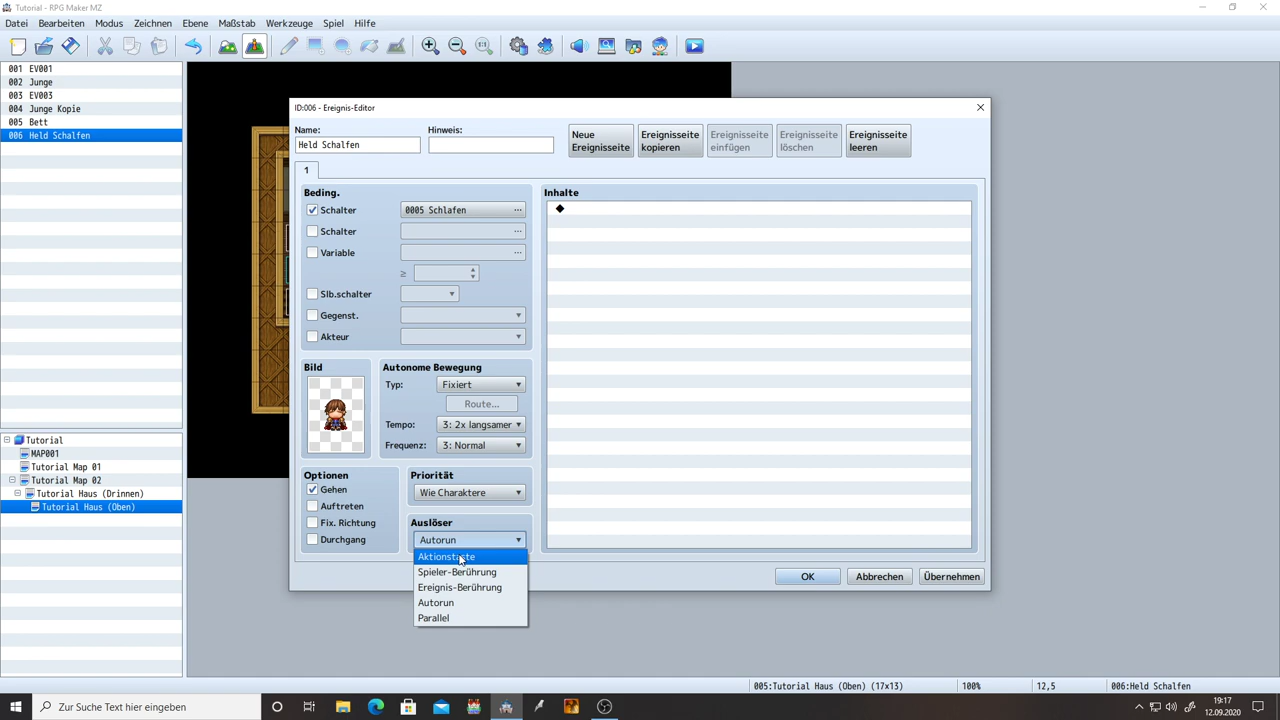 Tutorial - RPG Maker MZ
Datei Bearbeiten Modus Zeichnen Ebene Maßstab Werkzeuge Spiel Hilfe
001 EV001
002 Junge
003 EV003
004 Junge Kopie
005 Bett
006 Held Schalfen
Tutorial
MAP001
Tutorial Map 01
Tutorial Map 02
Tutorial Haus (Drinnen)
Tutorial Haus (Oben)
ID:006 - Ereignis-Editor
Name: Hinweis:
Held Schalfen
Neue Ereignisseite
Ereignisseite kopieren
Ereignisseite einfügen
Ereignisseite löschen
Ereignisseite leeren
1
Beding.
Schalter 0005 Schlafen ...
Schalter ...
Variable ...
≥
Slb.schalter
Gegenst.
Akteur
Bild
Autonome Bewegung
Typ: Fixiert
Route...
Tempo: 3: 2x langsamer
Frequenz: 3: Normal
Optionen
Gehen
Auftreten
Fix. Richtung
Durchgang
Priorität
Wie Charaktere
Auslöser
Autorun
Aktionstaste
Spieler-Berührung
Ereignis-Berührung
Autorun
Parallel
Inhalte
OK Abbrechen Übernehmen
005:Tutorial Haus (Oben) (17x13) 100% 12,5 006:Held Schalfen
Zur Suche Text hier eingeben
19:17
12.09.2020